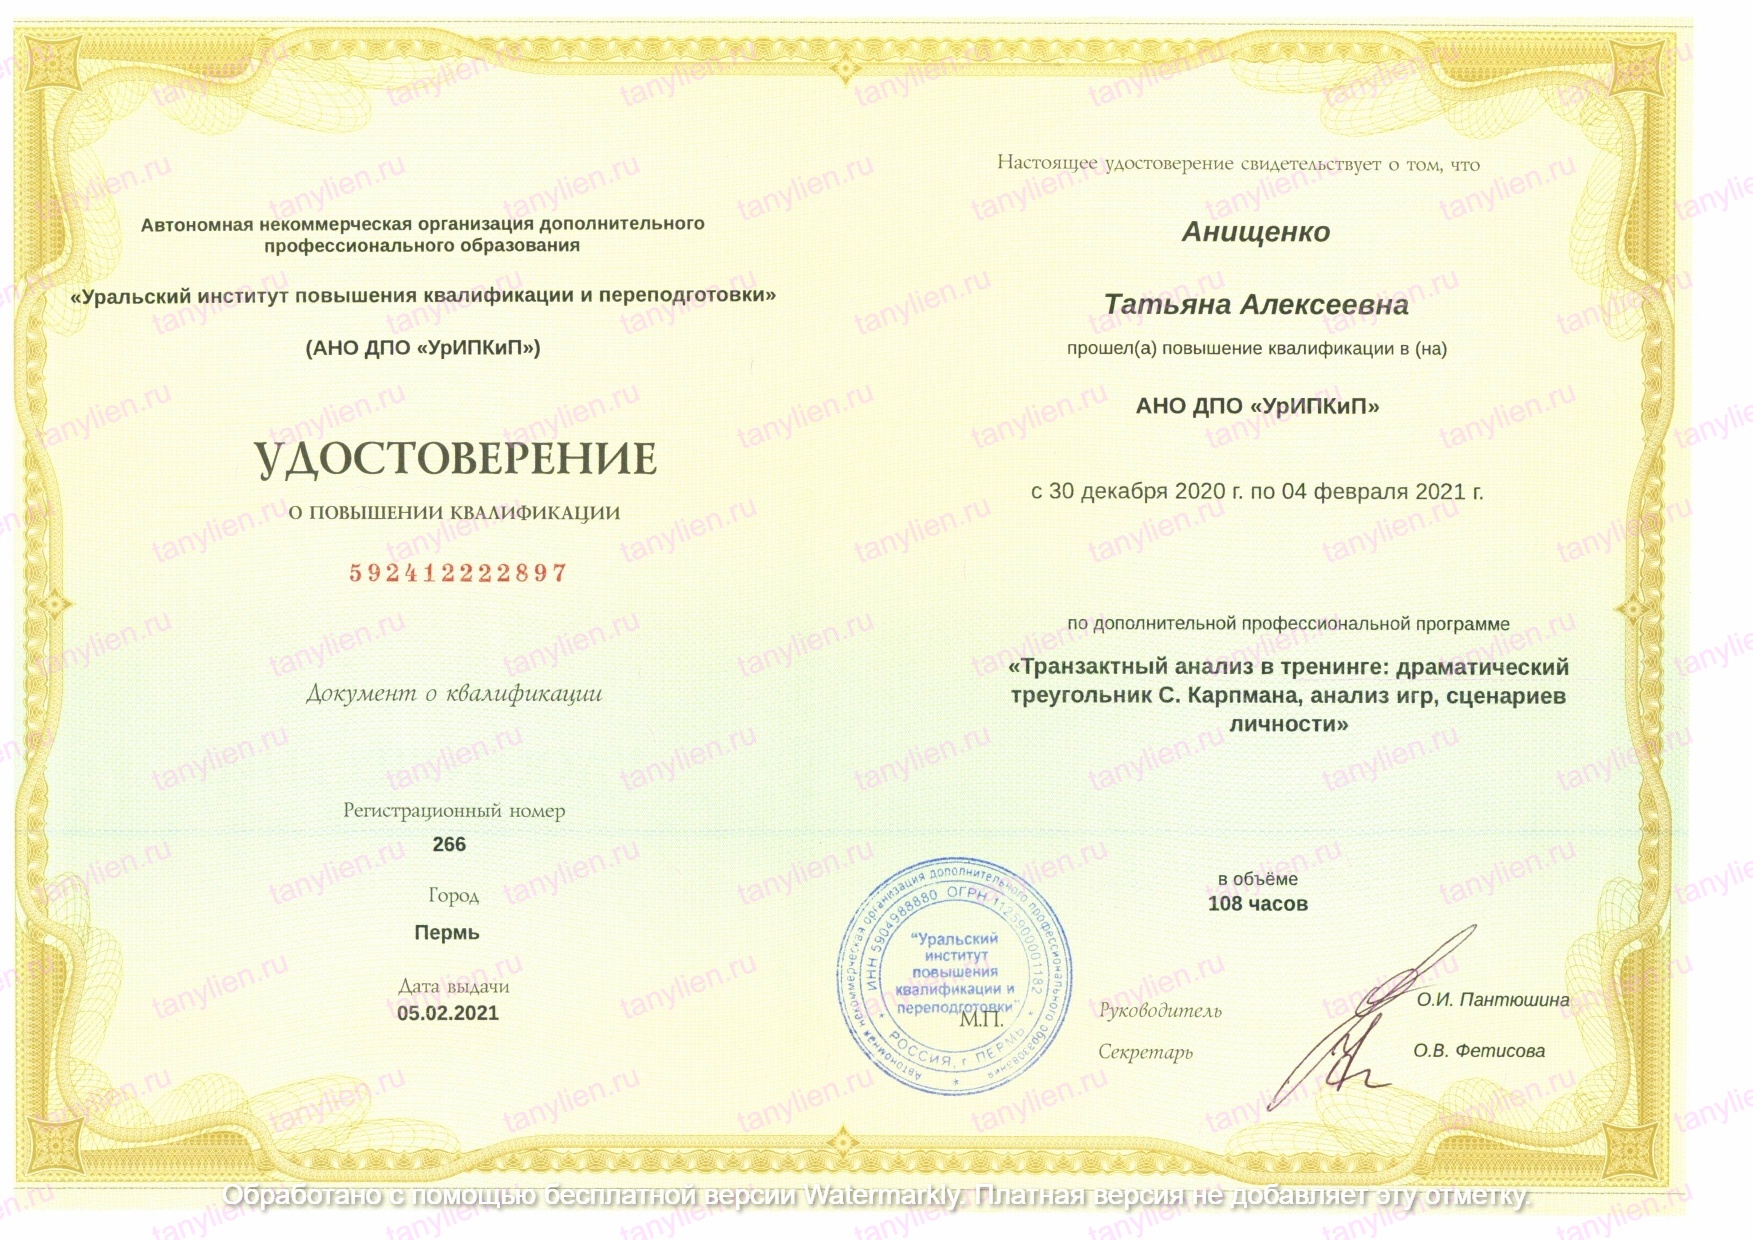 Автономная некоммерческая организация дополнительного
профессионального образования
«Уральский институт повышения квалификации и переподготовки»
(АНО ДПО «УрИПКиП»)
УДОСТОВЕРЕНИЕ
О ПОВЫШЕНИИ КВАЛИФИКАЦИИ
592412222897
Документ о квалификации
Регистрационный номер
266
Город
Пермь
Дата выдачи
05.02.2021
Настоящее удостоверение свидетельствует о том, что
Анищенко
Татьяна Алексеевна
прошел(а) повышение квалификации в (на)
АНО ДПО «УрИПКиП»
с 30 декабря 2020 г. по 04 февраля 2021 г.
по дополнительной профессиональной программе
«Транзактный анализ в тренинге: драматический
треугольник С. Карпмана, анализ игр, сценариев
личности»
в объёме
108 часов
Автономная некоммерческая организация дополнительного профессионального образования
ИНН 5904988880 ОГРН 1125900001182
* РОССИЯ, г. ПЕРМЬ *
"Уральский
институт
повышения
квалификации и
переподготовки"
М.П.
Руководитель
О.И. Пантюшина
Секретарь
О.В. Фетисова
tanylien.ru
Обработано с помощью бесплатной версии Watermarkly. Платная версия не добавляет эту отметку.